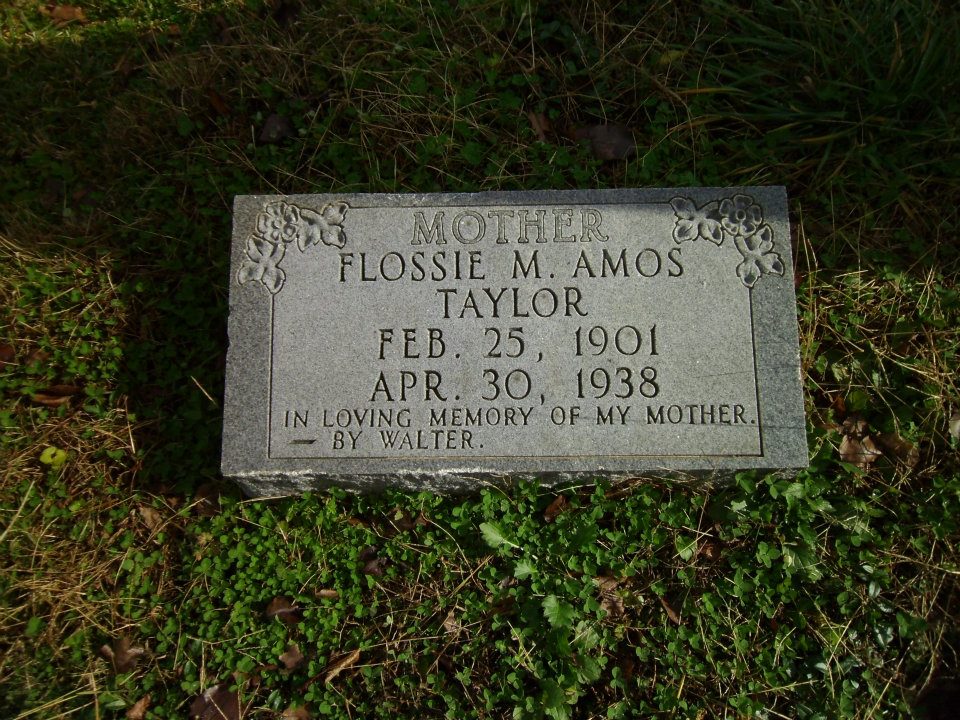 MOTHER
FLOSSIE M. AMOS
TAYLOR
FEB. 25, 1901
APR. 30, 1938
IN LOVING MEMORY OF MY MOTHER.
— BY WALTER.